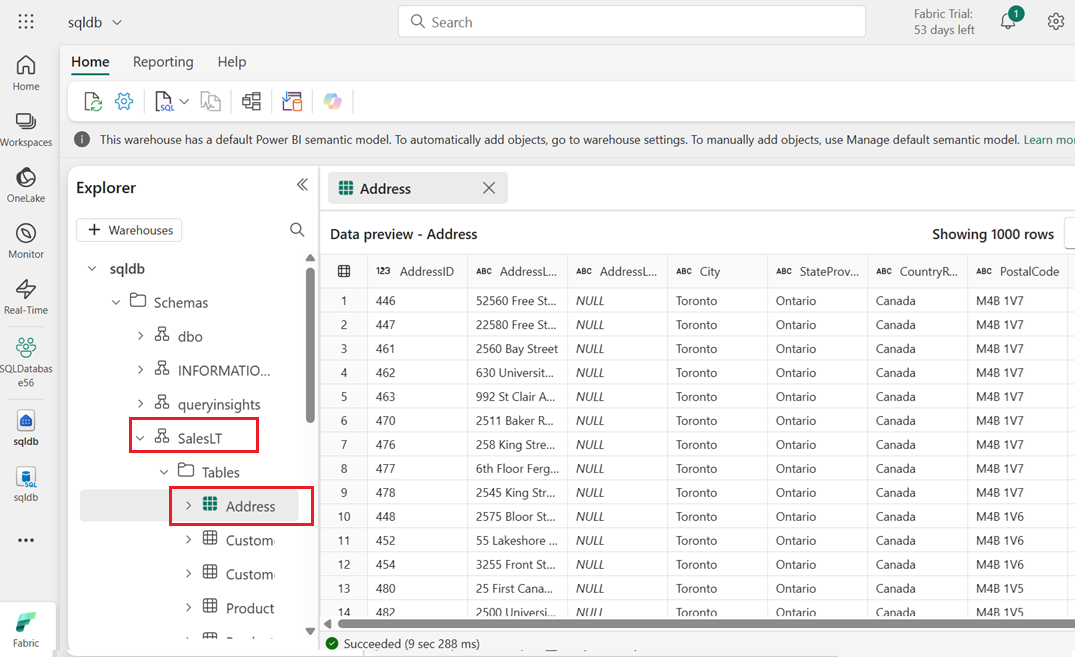 sqldb
Search
Fabric Trial:
53 days left
1
Home
Workspaces
OneLake
Monitor
Real-Time
SQLDatabas
e56
sqldb
SQL
sqldb
Fabric
Home Reporting Help
SQL
This warehouse has a default Power BI semantic model. To automatically add objects, go to warehouse settings. To manually add objects, use Manage default semantic model. Learn mo
Explorer
+ Warehouses
sqldb
Schemas
dbo
INFORMATIO...
queryinsights
SalesLT
Tables
Address
Custom
Custom
Product
Address
Data preview - Address
Showing 1000 rows
123 AddressID ABC AddressL... ABC AddressL... ABC City ABC StateProv... ABC CountryR... ABC PostalCode
1 446 52560 Free St... NULL Toronto Ontario Canada M4B 1V7
2 447 22580 Free St... NULL Toronto Ontario Canada M4B 1V7
3 461 2560 Bay Street NULL Toronto Ontario Canada M4B 1V7
4 462 630 Universit... NULL Toronto Ontario Canada M4B 1V7
5 463 992 St Clair A... NULL Toronto Ontario Canada M4B 1V7
6 470 2511 Baker R... NULL Toronto Ontario Canada M4B 1V7
7 476 258 King Stre... NULL Toronto Ontario Canada M4B 1V7
8 477 6th Floor Ferg... NULL Toronto Ontario Canada M4B 1V7
9 478 2545 King Str... NULL Toronto Ontario Canada M4B 1V7
10 448 2575 Bloor St... NULL Toronto Ontario Canada M4B 1V6
11 452 55 Lakeshore ... NULL Toronto Ontario Canada M4B 1V6
12 454 3255 Front St... NULL Toronto Ontario Canada M4B 1V6
13 480 25 First Cana... NULL Toronto Ontario Canada M4B 1V5
14 482 2500 Universi... NULL Toronto Ontario Canada M4B 1V5
Succeeded (9 sec 288 ms)